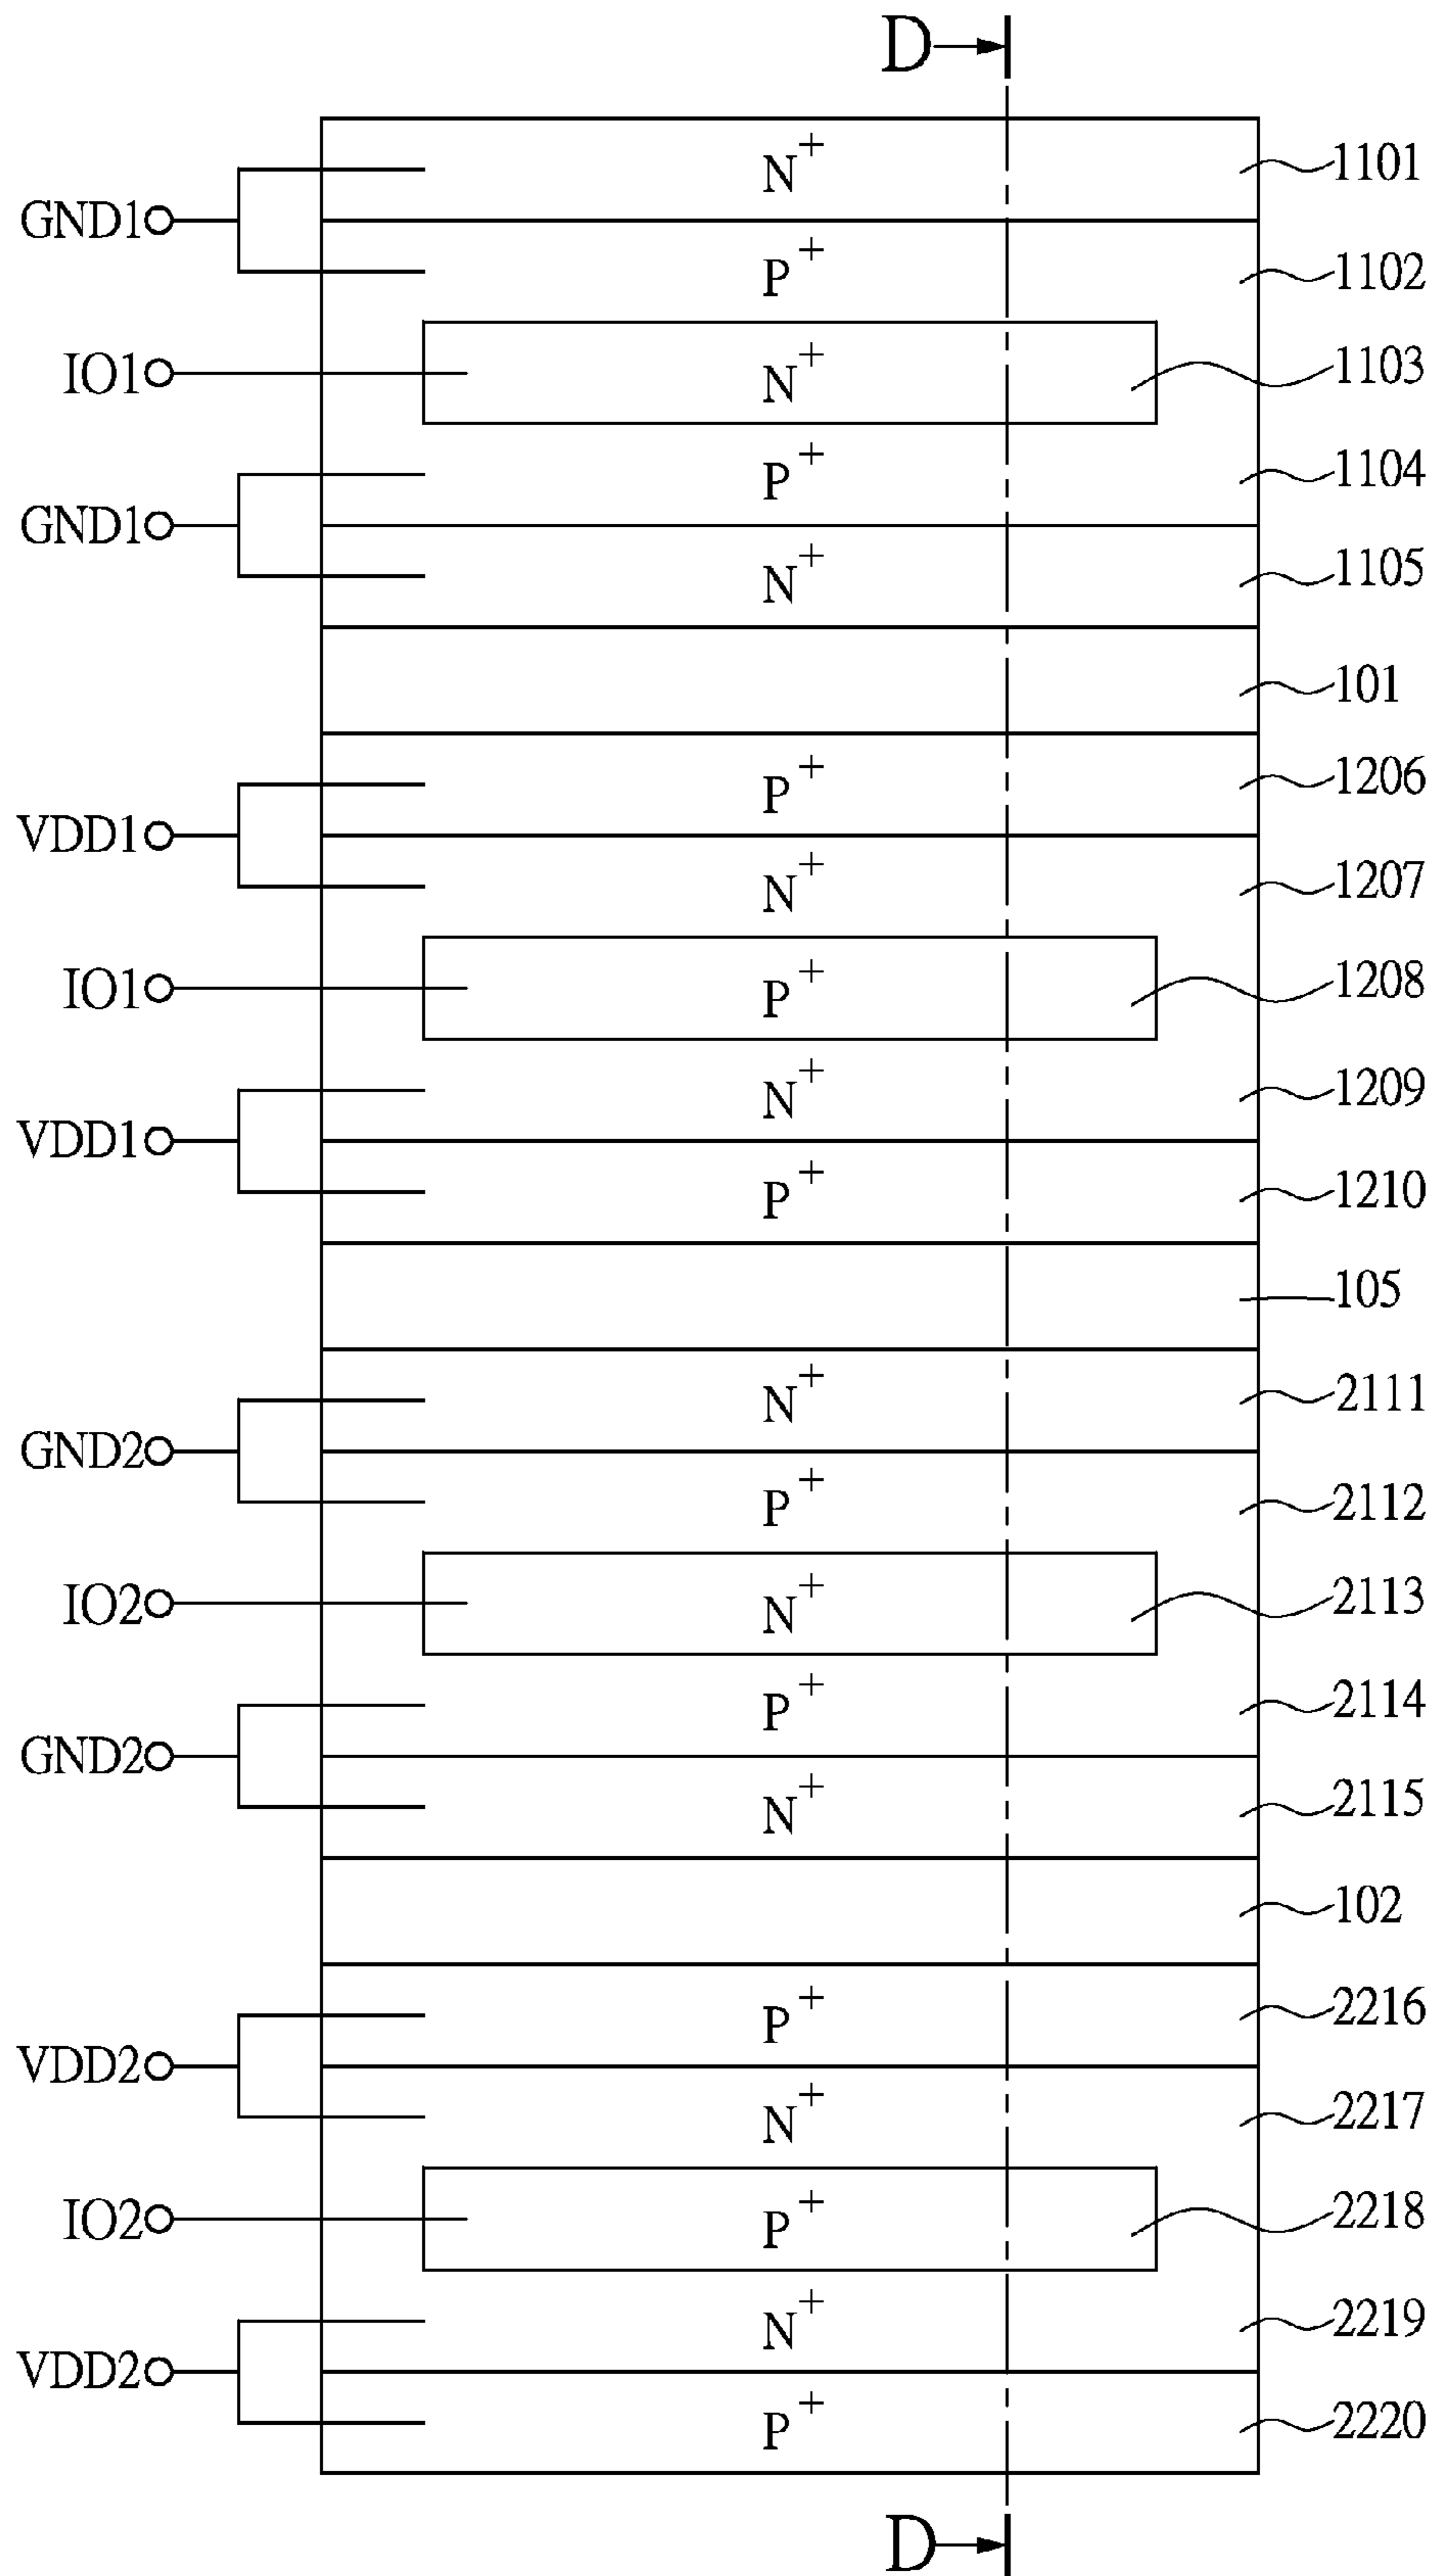 D
N+ 1101
GND1
P+ 1102
IO1 N+ 1103
P+ 1104
GND1
N+ 1105
101
P+ 1206
VDD1
N+ 1207
IO1 P+ 1208
N+ 1209
VDD1
P+ 1210
105
N+ 2111
GND2
P+ 2112
IO2 N+ 2113
P+ 2114
GND2
N+ 2115
102
P+ 2216
VDD2
N+ 2217
IO2 P+ 2218
N+ 2219
VDD2
P+ 2220
D